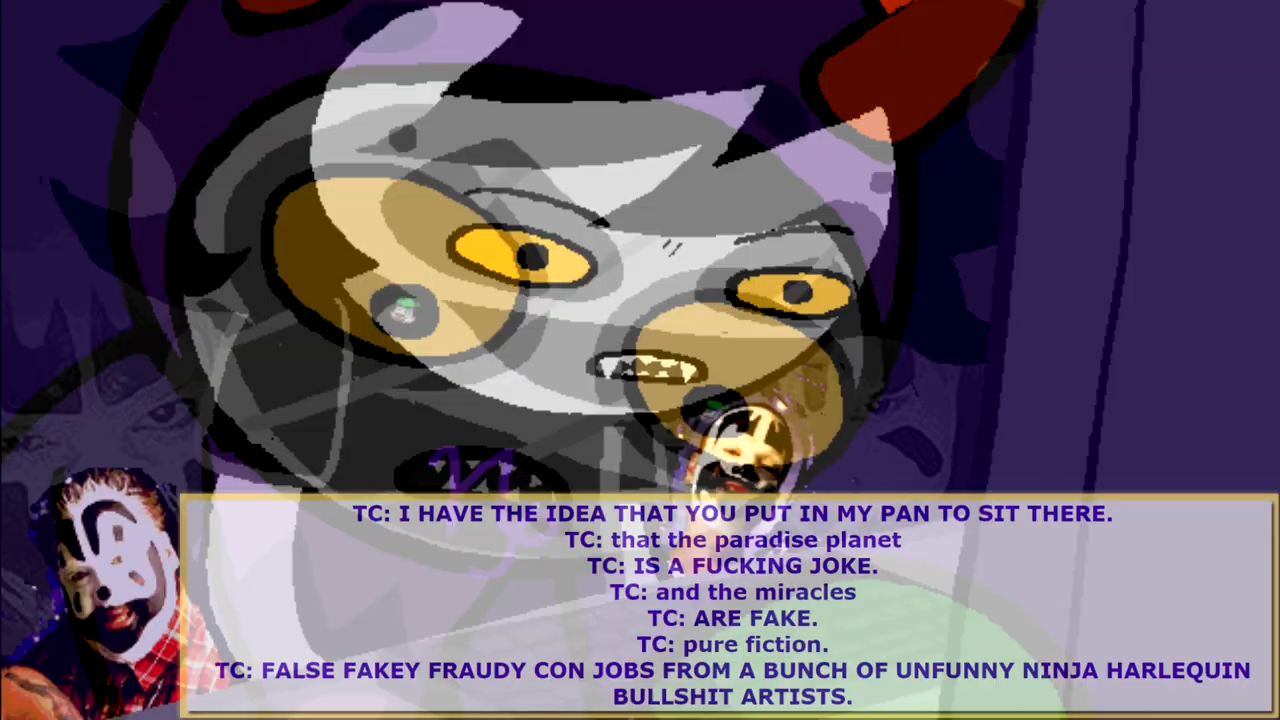 TC: I HAVE THE IDEA THAT YOU PUT IN MY PAN TO SIT THERE.
TC: that the paradise planet
TC: IS A FUCKING JOKE.
TC: and the miracles
TC: ARE FAKE.
TC: pure fiction.
TC: FALSE FAKEY FRAUDY CON JOBS FROM A BUNCH OF UNFUNNY NINJA HARLEQUIN
BULLSHIT ARTISTS.